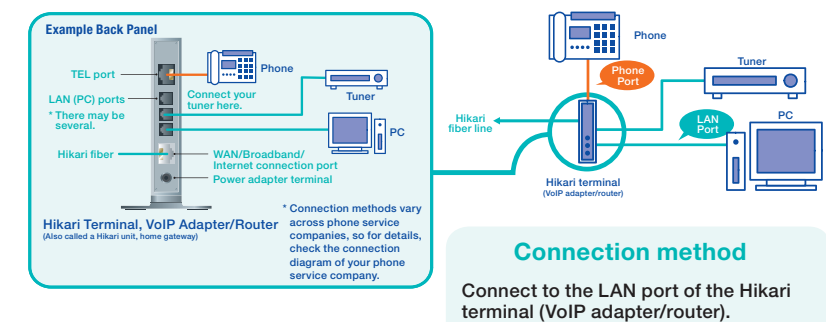 Example Back Panel
TEL port
Phone
LAN (PC) ports
* There may be
several.
Connect your
tuner here.
Tuner
PC
Hikari fiber
WAN/Broadband/
Internet connection port
Power adapter terminal
Hikari Terminal, VoIP Adapter/Router
(Also called a Hikari unit, home gateway)
* Connection methods vary
across phone service
companies, so for details,
check the connection
diagram of your phone
service company.
Phone
Phone
Port
Tuner
Hikari
fiber line
LAN
Port
PC
Hikari terminal
(VoIP adapter/router)
Connection method
Connect to the LAN port of the Hikari
terminal (VoIP adapter/router).